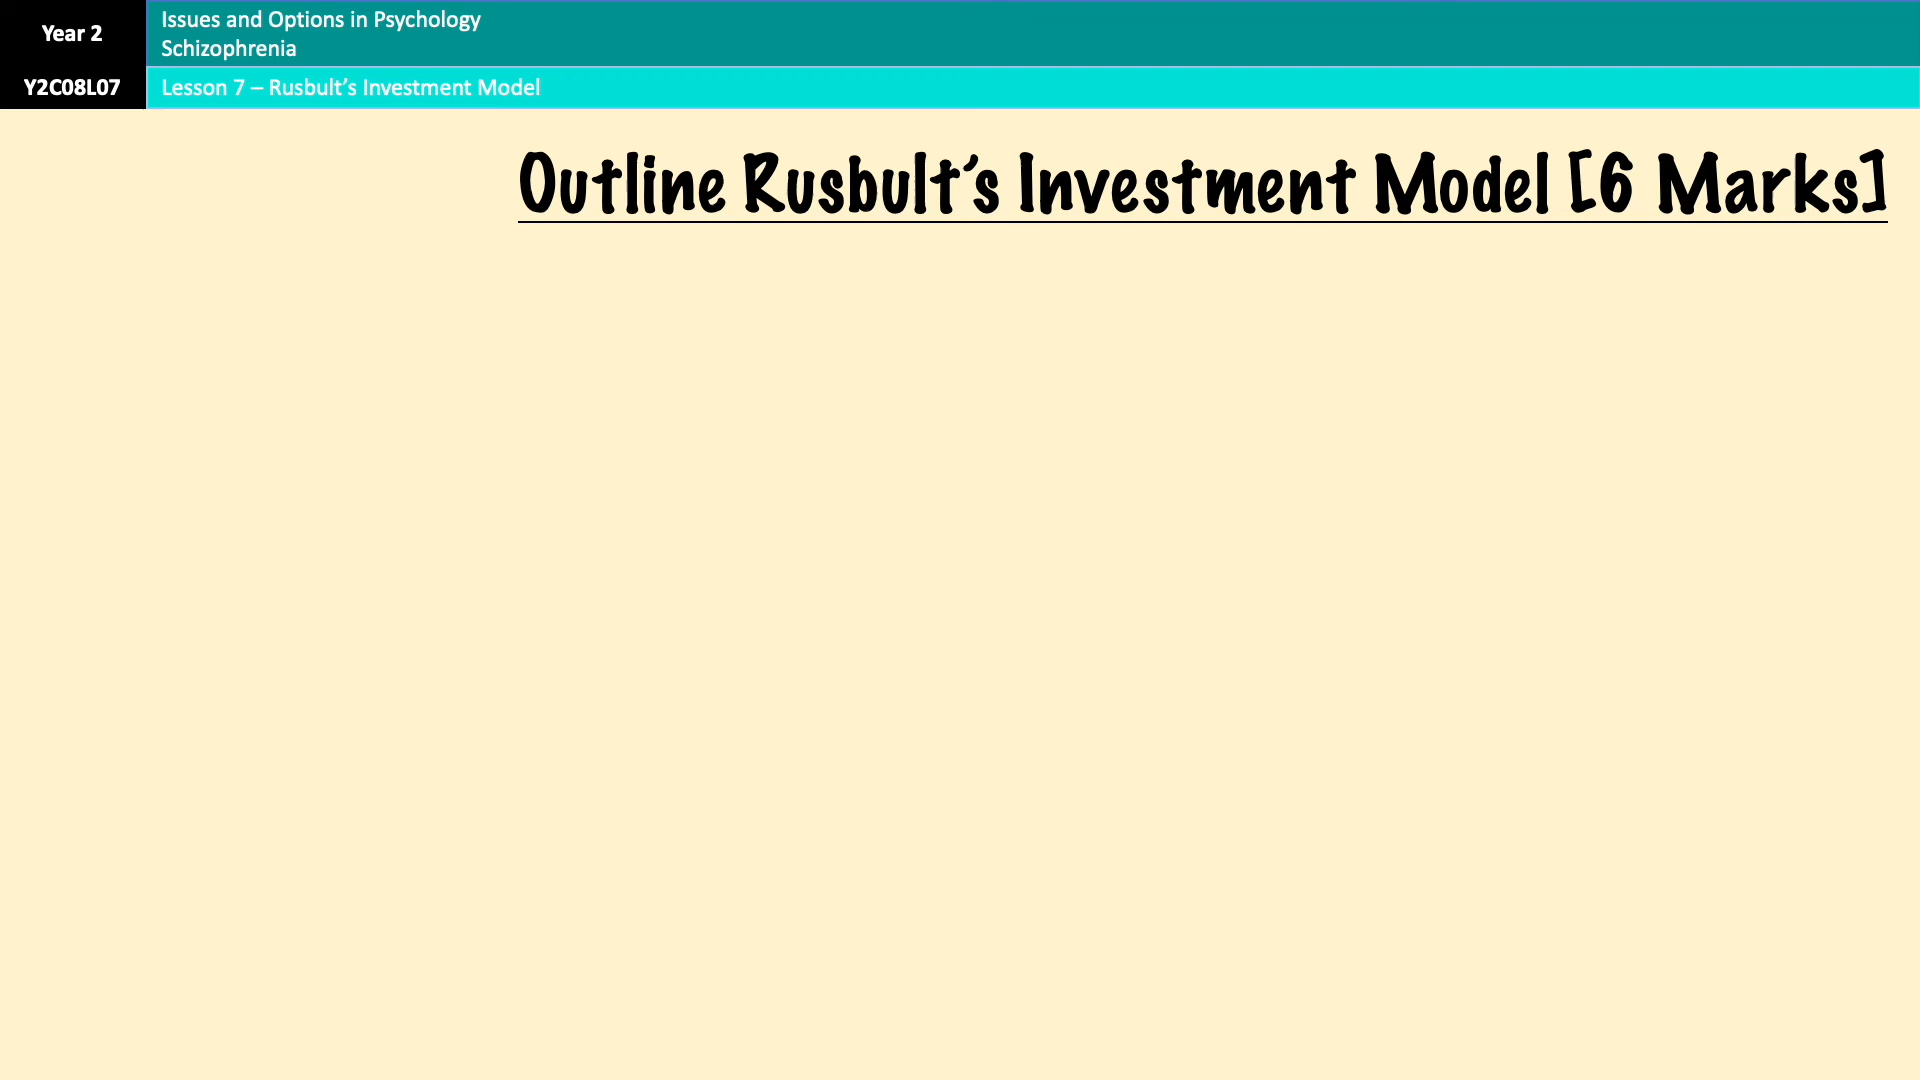 Year 2
Issues and Options in Psychology
Schizophrenia
Y2C08L07
Lesson 7 – Rusbult’s Investment Model
Outline Rusbult’s Investment Model [6 Marks]